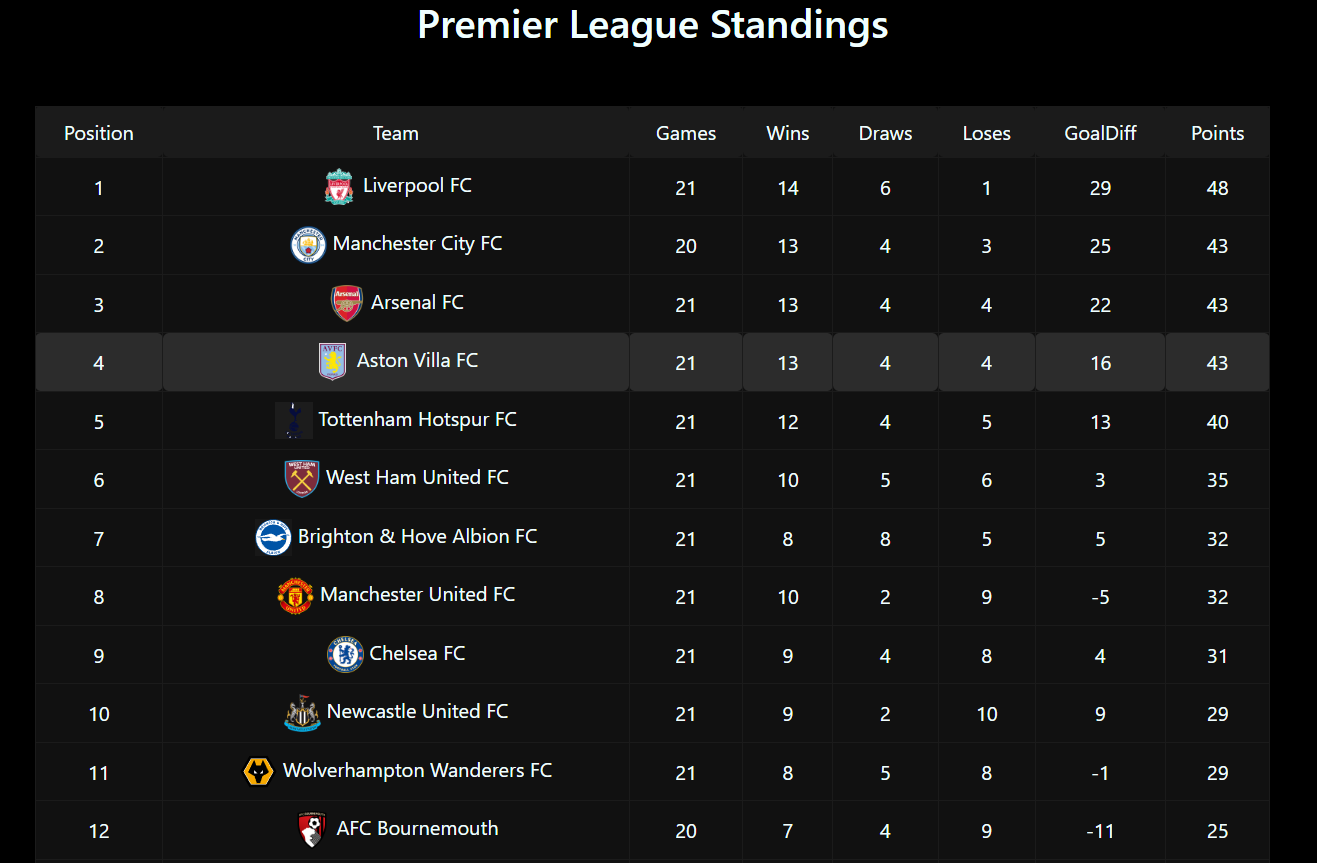 Premier League Standings
Position Team Games Wins Draws Loses GoalDiff Points
1 Liverpool FC 21 14 6 1 29 48
2 Manchester City FC 20 13 4 3 25 43
3 Arsenal FC 21 13 4 4 22 43
4 Aston Villa FC 21 13 4 4 16 43
5 Tottenham Hotspur FC 21 12 4 5 13 40
6 West Ham United FC 21 10 5 6 3 35
7 Brighton & Hove Albion FC 21 8 8 5 5 32
8 Manchester United FC 21 10 2 9 -5 32
9 Chelsea FC 21 9 4 8 4 31
10 Newcastle United FC 21 9 2 10 9 29
11 Wolverhampton Wanderers FC 21 8 5 8 -1 29
12 AFC Bournemouth 20 7 4 9 -11 25